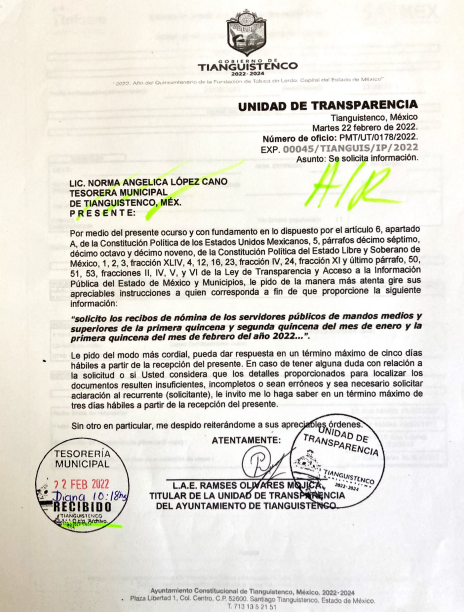 GOBIERNO DE
TIANGUISTENCO
2022-2024
"2022. Año del Quincentenario de la Fundación de Toluca de Lerdo, Capital del Estado de México"
UNIDAD DE TRANSPARENCIA
Tianguistenco, México
Martes 22 febrero de 2022.
Número de oficio: PMT/UT/0178/2022.
EXP. 00045/TIANGUIS/IP/2022
Asunto: Se solicita información.
A/R
LIC. NORMA ANGELICA LÓPEZ CANO
TESORERA MUNICIPAL
DE TIANGUISTENCO, MÉX.
P R E S E N T E:
Por medio del presente ocurso y con fundamento en lo dispuesto por el articulo 6, apartado
A, de la Constitución Política de los Estados Unidos Mexicanos, 5, párrafos décimo séptimo,
décimo octavo y décimo noveno, de la Constitución Política del Estado Libre y Soberano de
México, 1, 2, 3, fracción XLIV, 4, 12, 16, 23, fracción IV, 24, fracción XI y último párrafo, 50,
51, 53, fracciones II, IV, V, y VI de la Ley de Transparencia y Acceso a la Información
Pública del Estado de México y Municipios, le pido de la manera más atenta gire sus
apreciables instrucciones a quien corresponda a fin de que proporcione la siguiente
información:
"solicito los recibos de nómina de los servidores públicos de mandos medios y
superiores de la primera quincena y segunda quincena del mes de enero y la
primera quincena del mes de febrero del año 2022...".
Le pido del modo más cordial, pueda dar respuesta en un término máximo de cinco días
hábiles a partir de la recepción del presente. En caso de tener alguna duda con relación a
la solicitud o si Usted considera que los detalles proporcionados para localizar los
documentos resulten insuficientes, incompletos o sean erróneos y sea necesario solicitar
aclaración al recurrente (solicitante), le invito me lo haga saber en un término máximo de
tres días hábiles a partir de la recepción del presente.
Sin otro en particular, me despido reiterándome a sus apreciables órdenes.
ATENTAMENTE:
UNIDAD DE
TRANSPARENCIA
TIANGUISTENCO
2022-2024
TESORERÍA
MUNICIPAL
22 FEB 2022
Diana 10:18hrs
RECIBIDO
TIANGUISTENCO
L.A.E. RAMSES OLIVARES MOJICA
TITULAR DE LA UNIDAD DE TRANSPARENCIA
DEL AYUNTAMIENTO DE TIANGUISTENCO.
Archivo.
Ayuntamiento Constitucional de Tianguistenco, México. 2022-2024
Plaza Libertad 1, Col. Centro, C.P. 52600. Santiago Tianguistenco, Estado de México.
T. 713 13 5 21 51